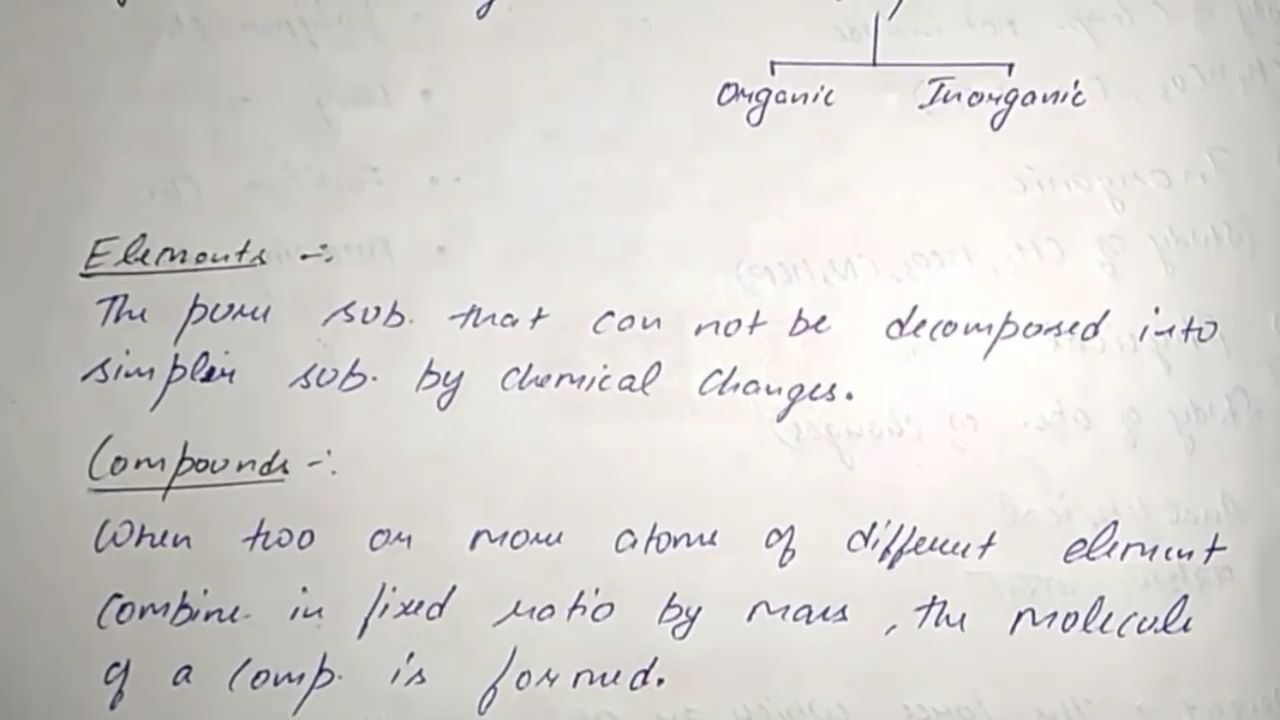 Organic Inorganic
Elements :-
The pure sub. that can not be decomposed into
simpler sub. by chemical changes.
Compounds :-
When two or more atoms of different element
combine in fixed ratio by mass, the molecule
of a comp. is formed.